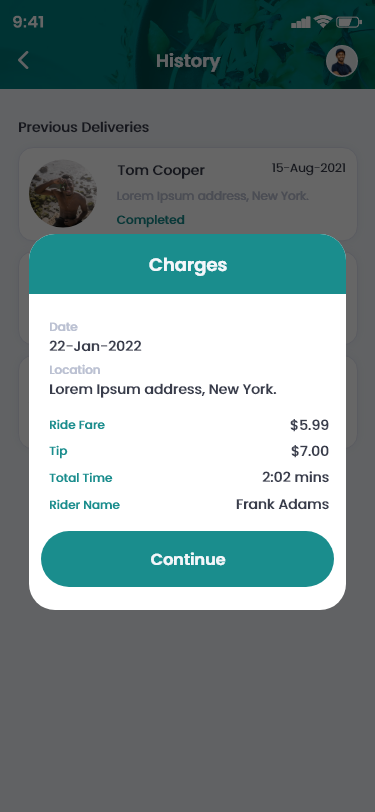 9:41
History
Previous Deliveries
Tom Cooper
15-Aug-2021
Lorem Ipsum address, New York.
Completed
Charges
Date
22-Jan-2022
Location
Lorem Ipsum address, New York.
Ride Fare $5.99
Tip $7.00
Total Time 2:02 mins
Rider Name Frank Adams
Continue